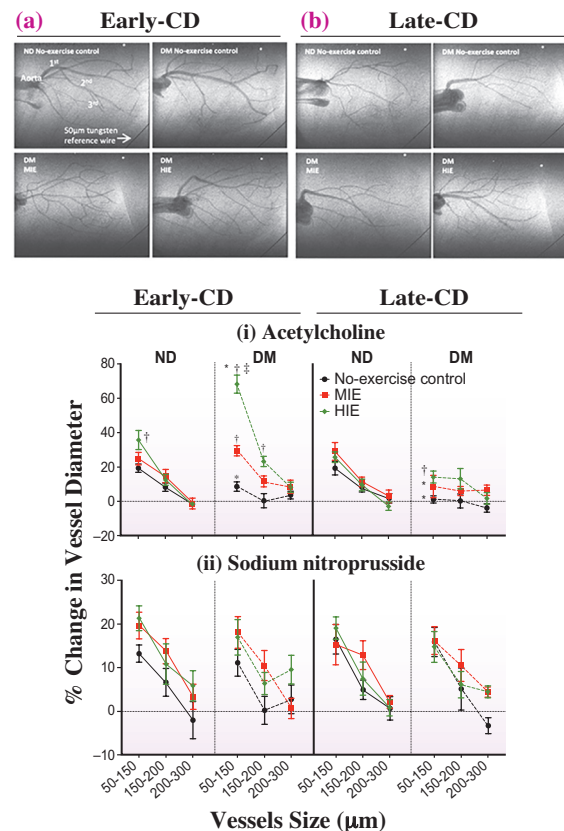 (a) Early-CD
(b) Late-CD
ND No-exercise control
DM No-exercise control
ND No-exercise control
DM No-exercise control
1st
Aorta
2nd
3rd
50μm tungsten
reference wire
DM
MIE
DM
HIE
DM
MIE
DM
HIE
Early-CD
Late-CD
(i) Acetylcholine
ND
DM
ND
DM
80
60
40
20
0
–20
* † ‡
†
†
†
*
No-exercise control
MIE
HIE
†
*
*
(ii) Sodium nitroprusside
30
20
10
0
–10
% Change in Vessel Diameter
50-150
150-200
200-300
50-150
150-200
200-300
50-150
150-200
200-300
50-150
150-200
200-300
Vessels Size (μm)